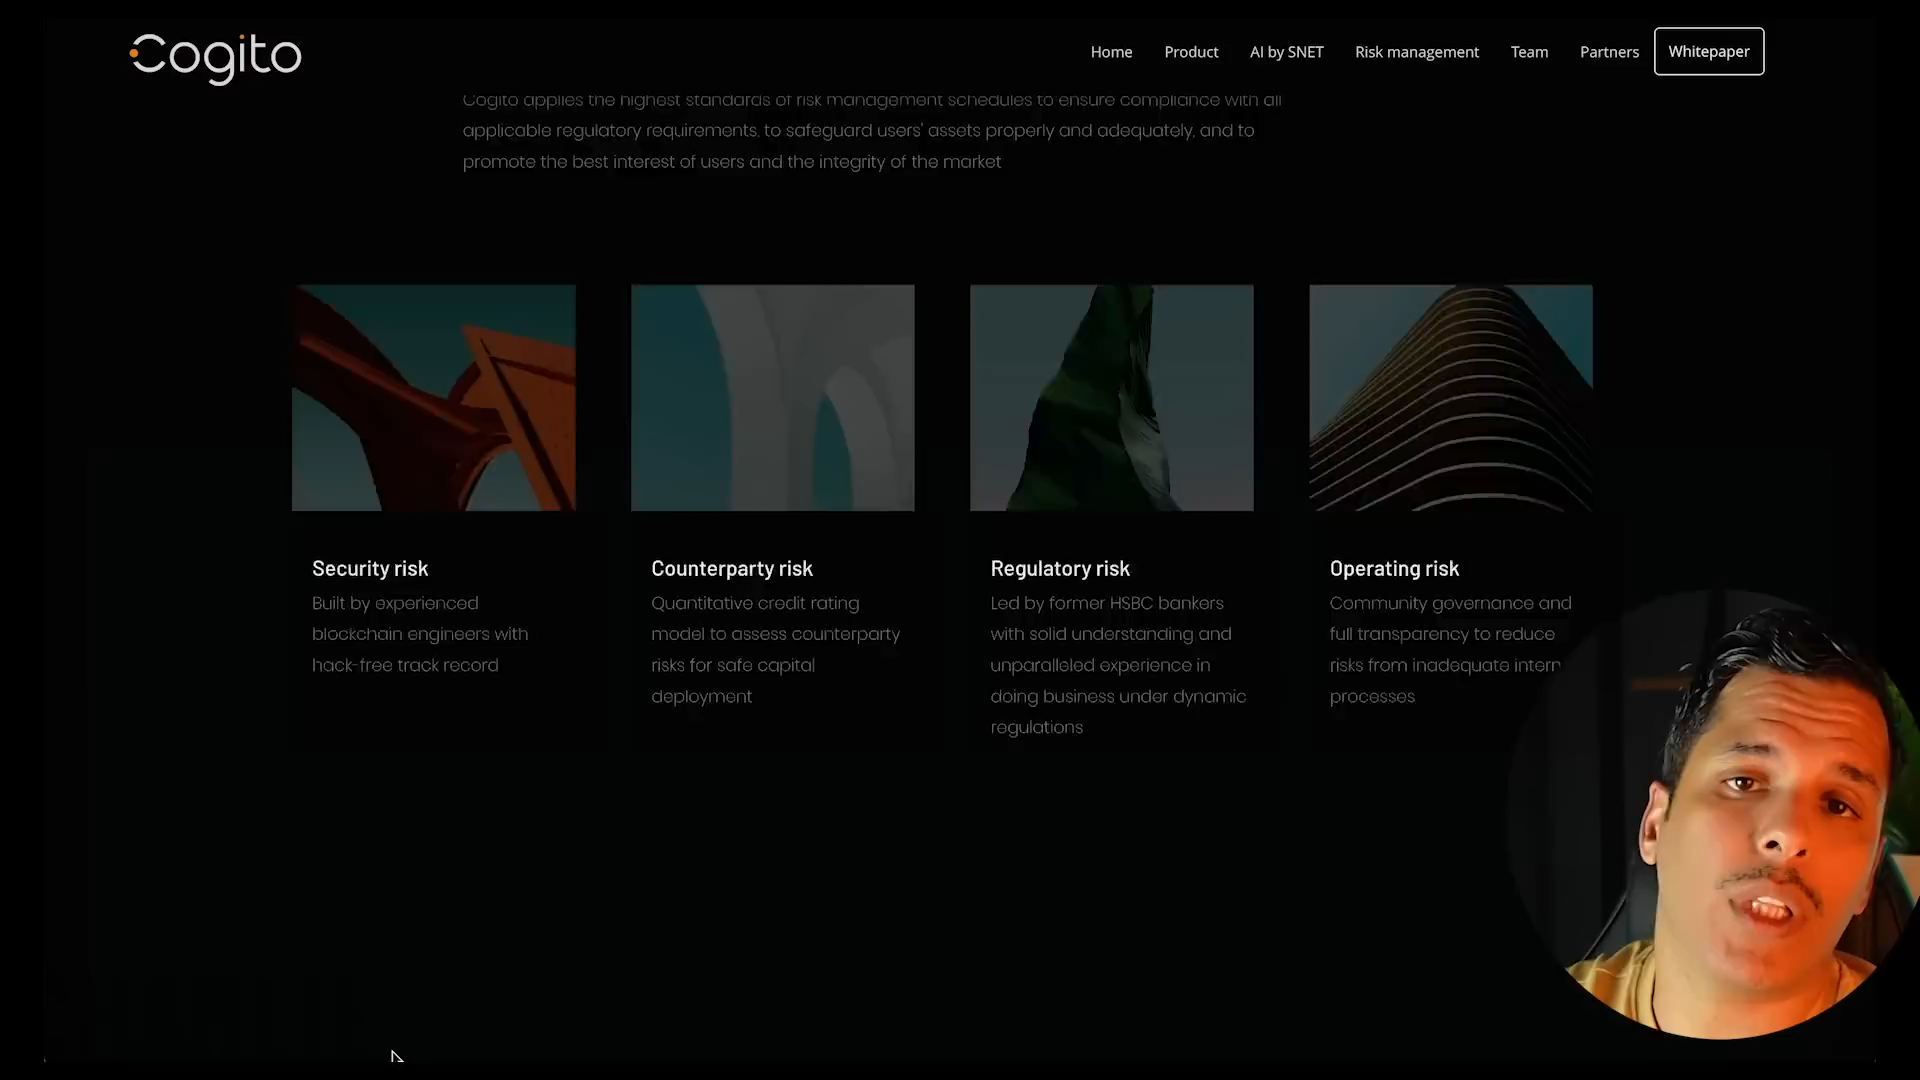 Cogito
Home Product AI by SNET Risk management Team Partners Whitepaper
Cogito applies the highest standards of risk management schedules to ensure compliance with all
applicable regulatory requirements, to safeguard users' assets properly and adequately, and to
promote the best interest of users and the integrity of the market
Security risk
Built by experienced
blockchain engineers with
hack-free track record
Counterparty risk
Quantitative credit rating
model to assess counterparty
risks for safe capital
deployment
Regulatory risk
Led by former HSBC bankers
with solid understanding and
unparalleled experience in
doing business under dynamic
regulations
Operating risk
Community governance and
full transparency to reduce
risks from inadequate intern
processes